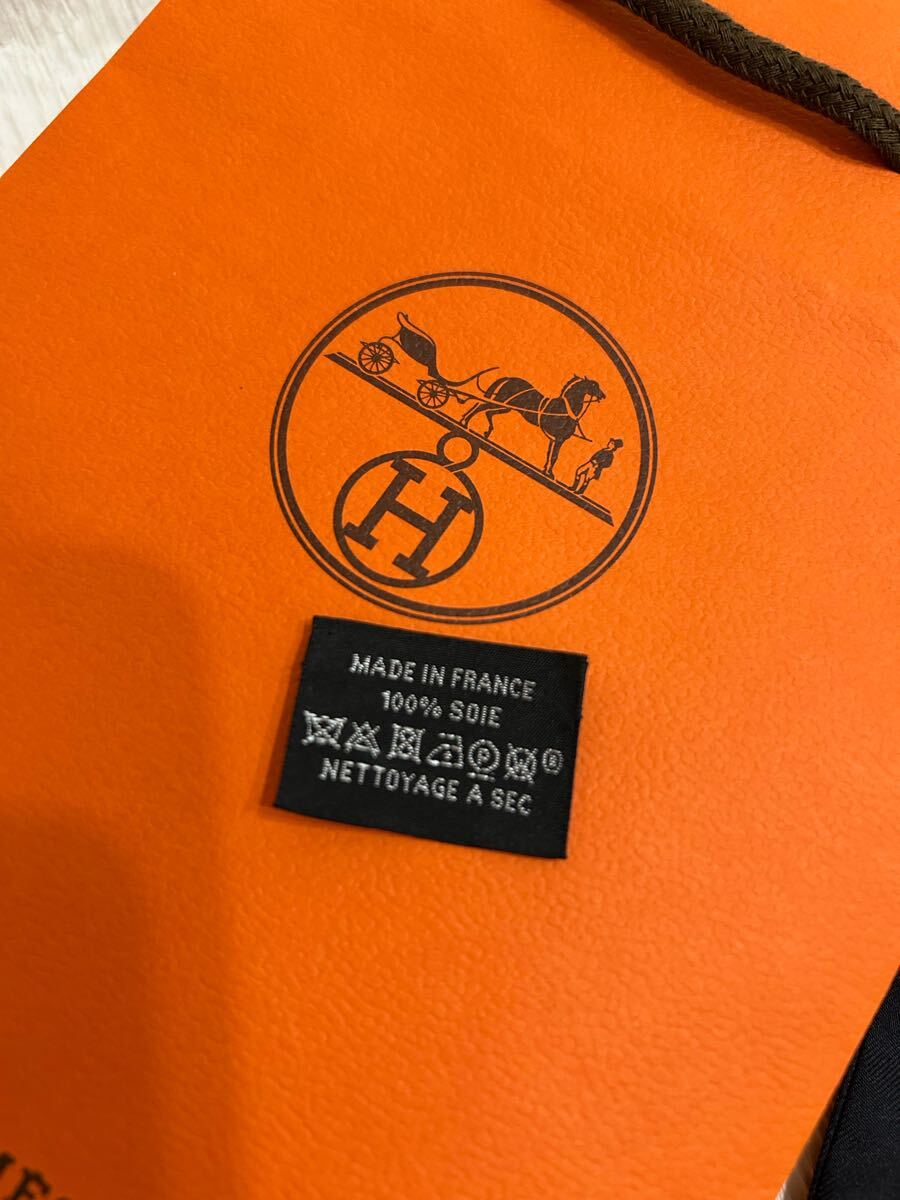 H
MADE IN FRANCE
100% SOIE
P
®
NETTOYAGE A SEC